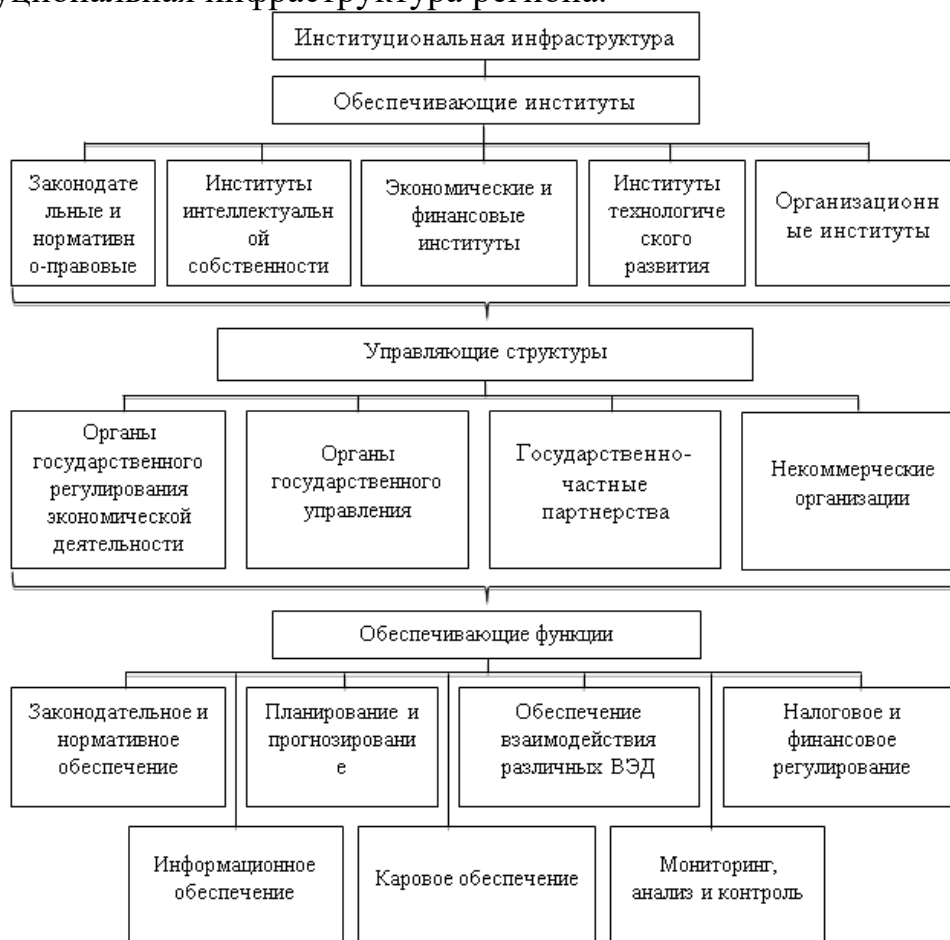 уциональная инфраструктура региона.
Институциональная инфраструктура
Обеспечивающие институты
Законодате
льные и
нормативн
о-правовые
Институты
интеллектуальн
ой
собственности
Экономические и
финансовые
институты
Институты
технологиче
ского
развития
Организационн
ые институты
Управляющие структуры
Органы
государственного
регулирования
экономической
деятельности
Органы
государственного
управления
Государственно-
частные
партнерства
Некоммерческие
организации
Обеспечивающие функции
Законодательное и
нормативное
обеспечение
Планирование и
прогнозировани
е
Обеспечение
взаимодействия
различных ВЭД
Налоговое и
финансовое
регулирование
Информационное
обеспечение
Каровое обеспечение
Мониторинг,
анализ и контроль